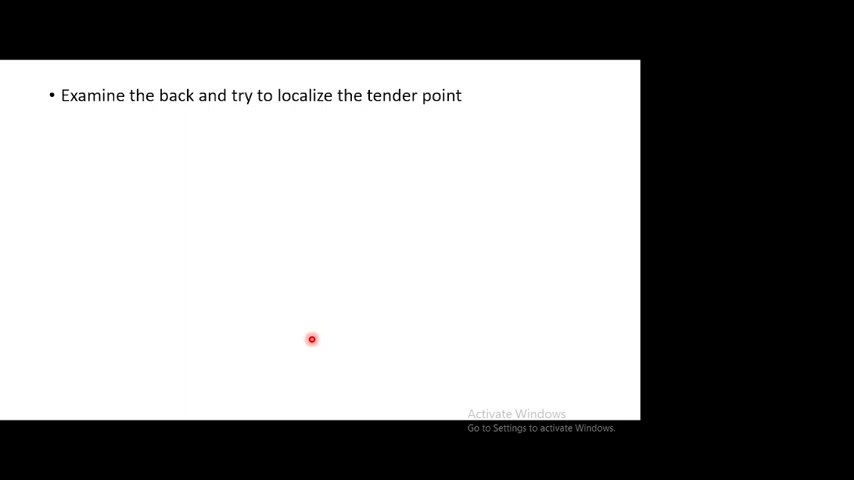 • Examine the back and try to localize the tender point
Activate Windows
Go to Settings to activate Windows.